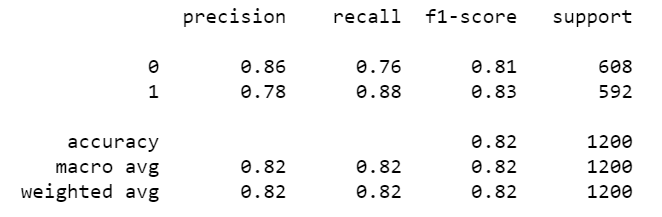 precision recall f1-score support
0 0.86 0.76 0.81 608
1 0.78 0.88 0.83 592
accuracy 0.82 1200
macro avg 0.82 0.82 0.82 1200
weighted avg 0.82 0.82 0.82 1200